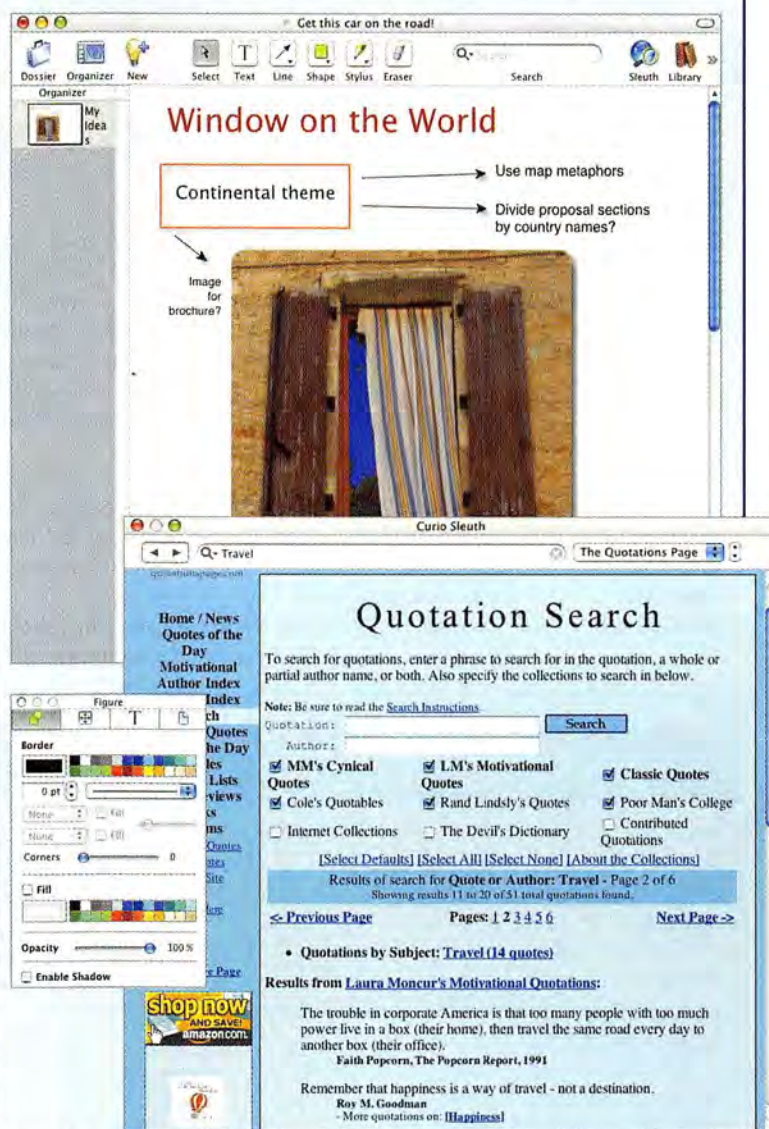 Get this car on the road!
Dossier Organizer New Select Text Line Shape Stylus Eraser Search Sleuth Library
Organizer
My
Idea
s
Window on the World
Continental theme
Use map metaphors
Divide proposal sections
by country names?
Image
for
brochure?
Curio Sleuth
Travel
The Quotations Page
Home / News
Quotes of the
Day
Motivational
Author Index
Index
Quotes
Lists
Quotation Search
To search for quotations, enter a phrase to search for in the quotation, a whole or
partial author name, or both. Also specify the collections to search in below.
Note: Be sure to read the Search Instructions.
Quotation: Search
Author:
MM's Cynical
Quotes
LM's Motivational
Quotes
Classic Quotes
Cole's Quotables Rand Lindsly's Quotes Poor Man's College
Internet Collections The Devil's Dictionary Contributed
Quotations
[Select Defaults] [Select All] [Select None] [About the Collections]
Results of search for Quote or Author: Travel - Page 2 of 6
Showing results 11 to 20 of 51 total quotations found.
<- Previous Page Pages: 1 2 3 4 5 6 Next Page ->
• Quotations by Subject: Travel (14 quotes)
Results from Laura Moncur's Motivational Quotations:
The trouble in corporate America is that too many people with too much
power live in a box (their home), then travel the same road every day to
another box (their office).
Faith Popcorn, The Popcorn Report, 1991
Remember that happiness is a way of travel - not a destination.
Roy M. Goodman
- More quotations on: [Happiness]
Figure
T
Border
0 pt
None Fill
None Fill
Corners 0
Fill
Opacity 100 %
Enable Shadow
shop now
AND SAVE!
amazon.com